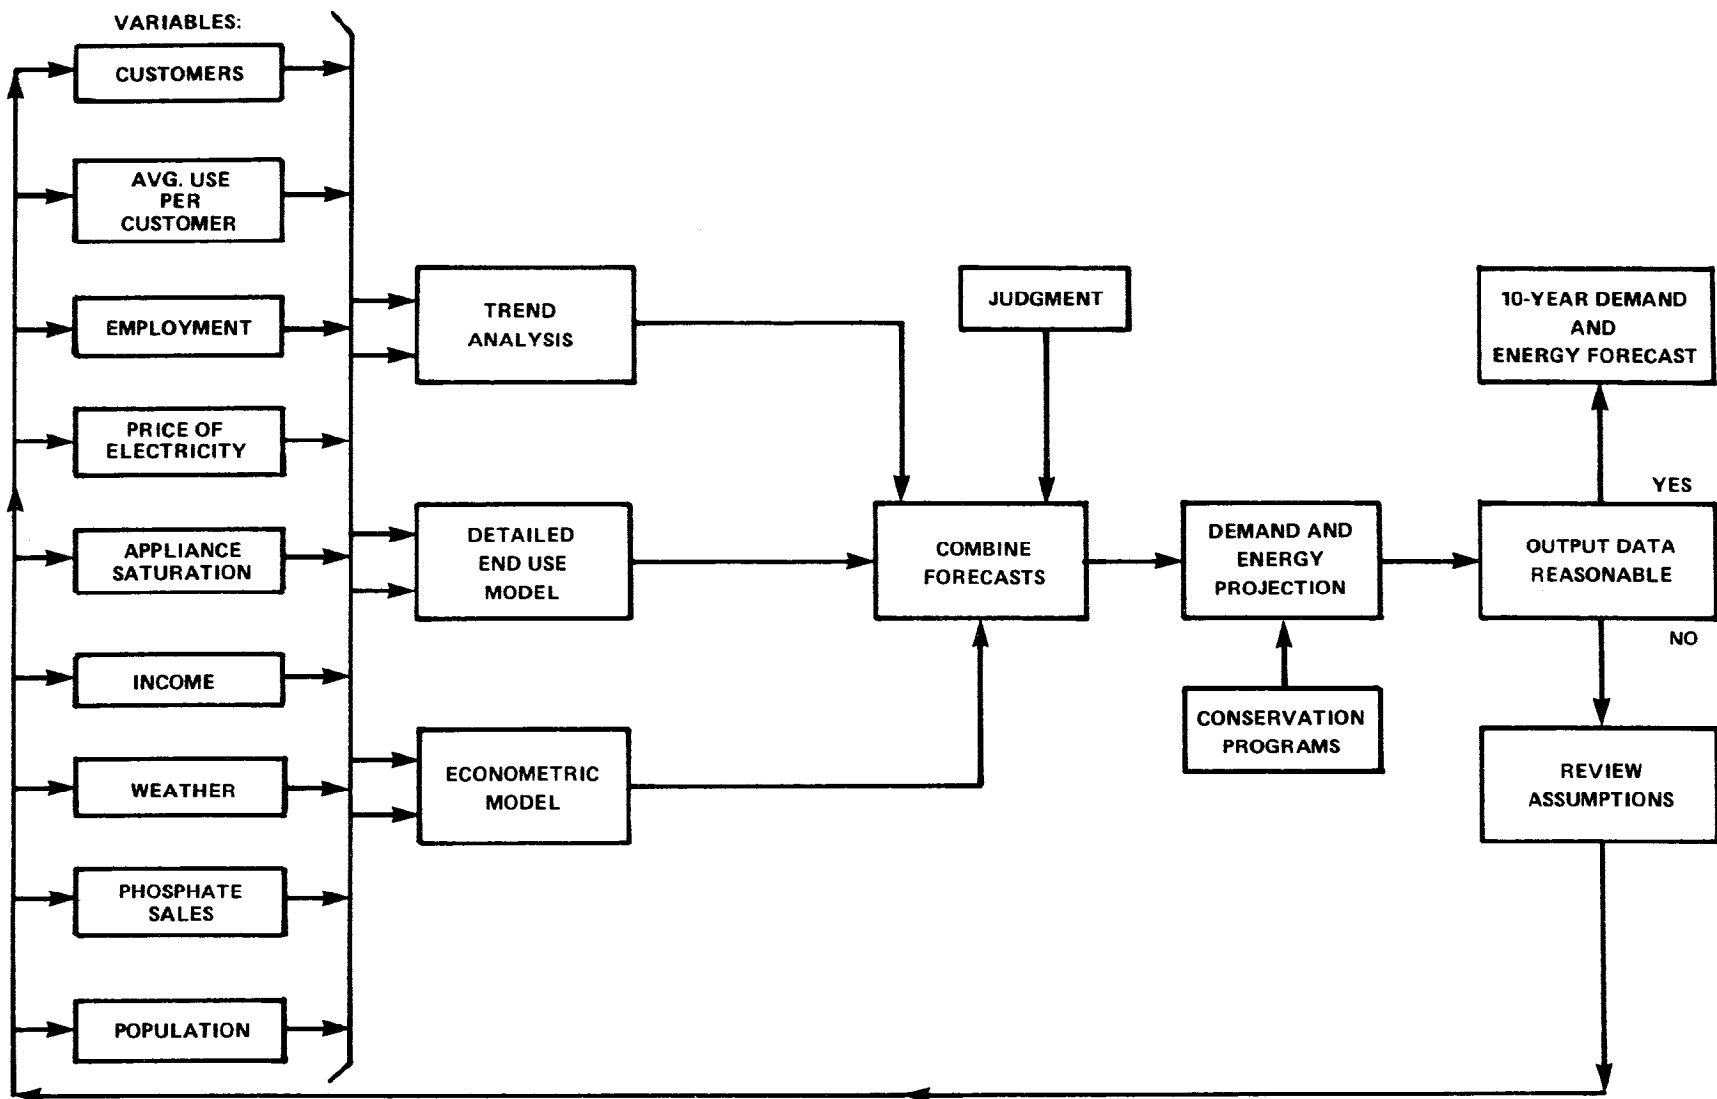 VARIABLES:
CUSTOMERS
AVG. USE
PER
CUSTOMER
EMPLOYMENT
PRICE OF
ELECTRICITY
APPLIANCE
SATURATION
INCOME
WEATHER
PHOSPHATE
SALES
POPULATION
TREND
ANALYSIS
DETAILED
END USE
MODEL
ECONOMETRIC
MODEL
JUDGMENT
COMBINE
FORECASTS
DEMAND AND
ENERGY
PROJECTION
CONSERVATION
PROGRAMS
10-YEAR DEMAND
AND
ENERGY FORECAST
YES
OUTPUT DATA
REASONABLE
NO
REVIEW
ASSUMPTIONS